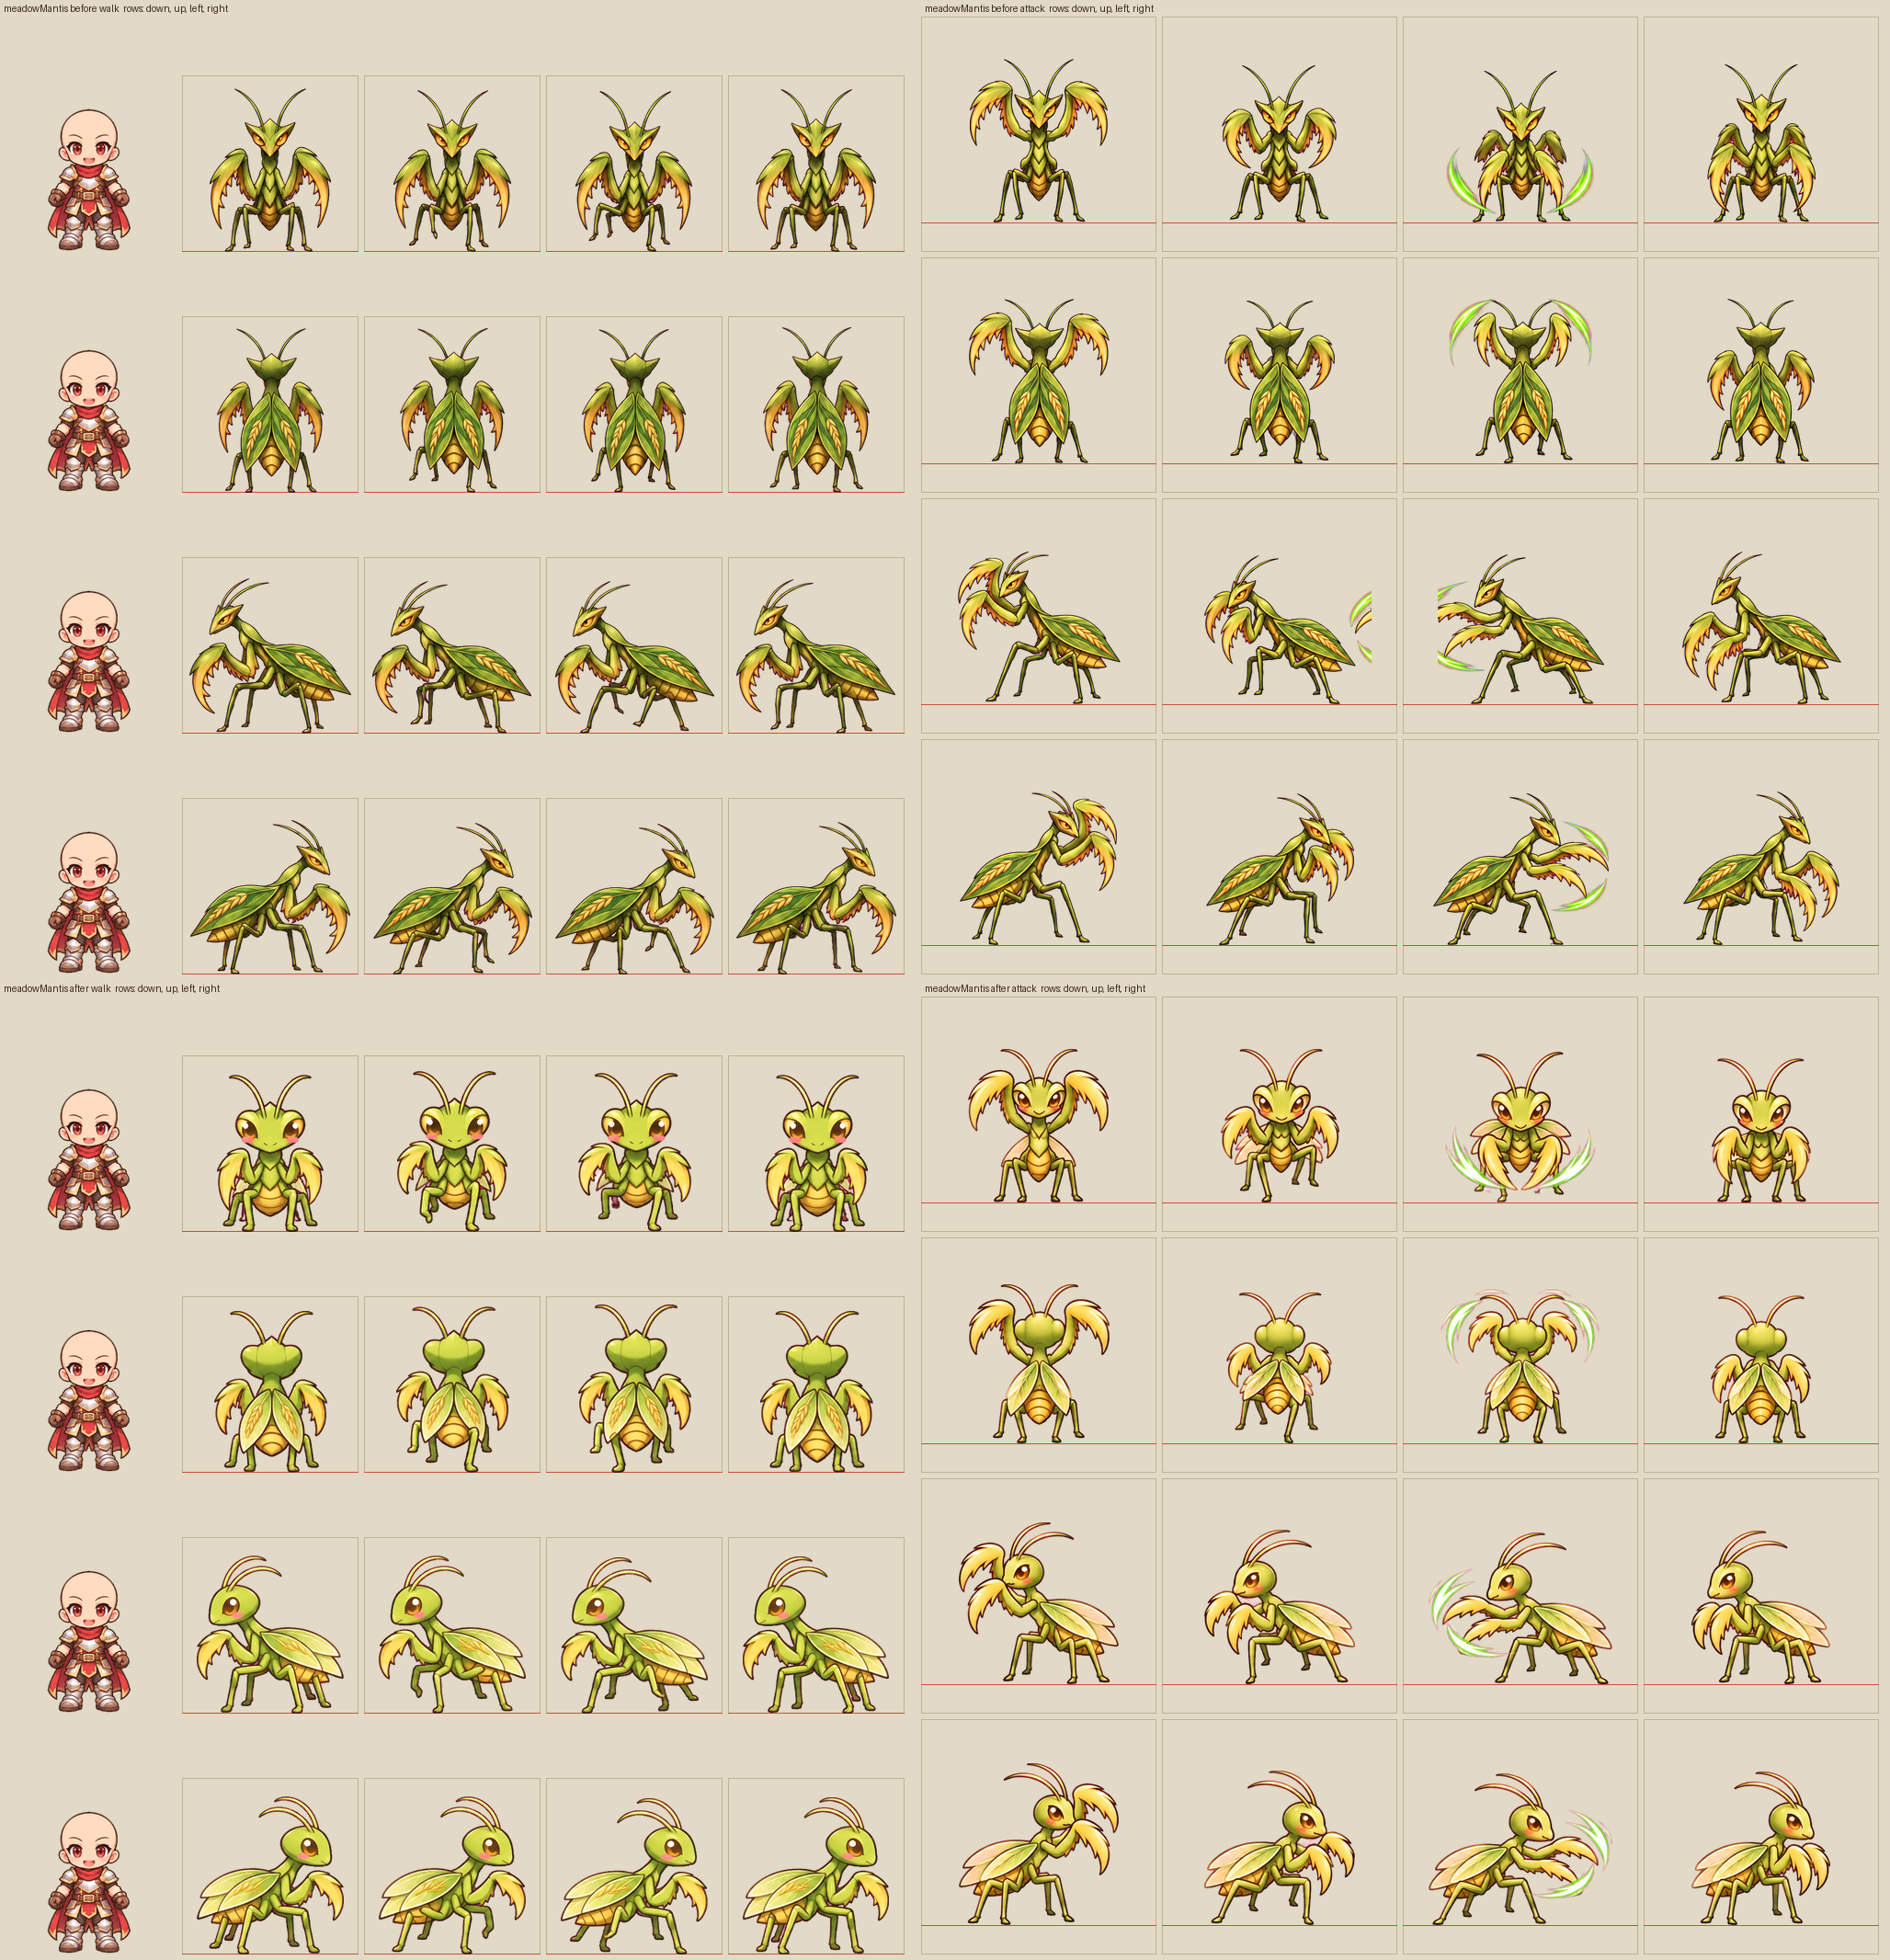 meadowMantis before walk rows: down, up, left, right
meadowMantis before attack rows: down, up, left, right
meadowMantis after walk rows: down, up, left, right
meadowMantis after attack rows: down, up, left, right